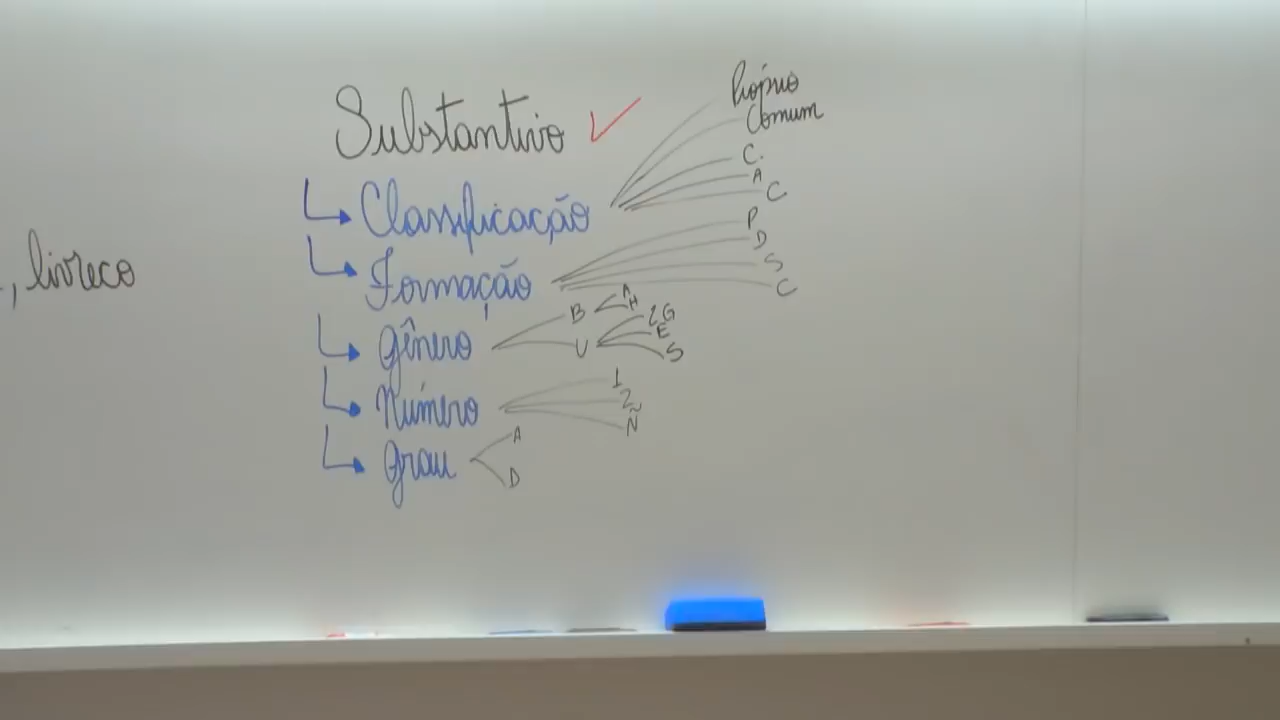 Substantivo
Próprio
Comum
Classificação
C.
A
C
Formação
P
D
S
C
, livreco
Gênero
B
A
H
U
2G
E
S
Número
1
2
Ñ
Grau
A
D